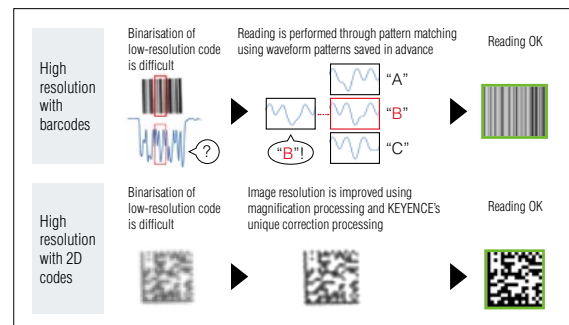 High
resolution
with
barcodes
Binarisation of
low-resolution code
is difficult
?
Reading is performed through pattern matching
using waveform patterns saved in advance
"B"!
"A"
"B"
"C"
Reading OK
High
resolution
with 2D
codes
Binarisation of
low-resolution code
is difficult
Image resolution is improved using
magnification processing and KEYENCE's
unique correction processing
Reading OK